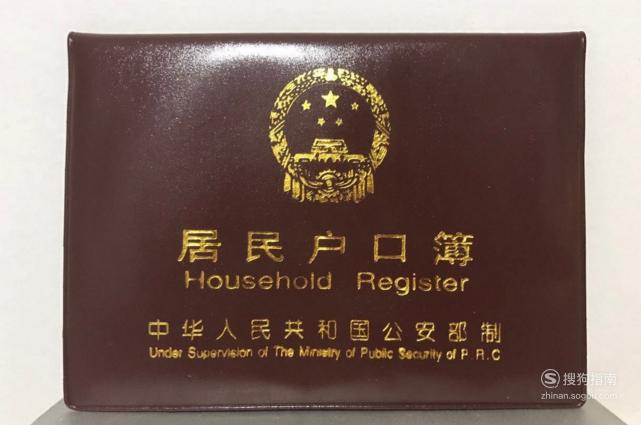 居民户口簿
Household Register
中华人民共和国公安部制
Under Supervision of The Ministry of Public Security of P.R.C
搜狗指南
zhinan.sogou.com